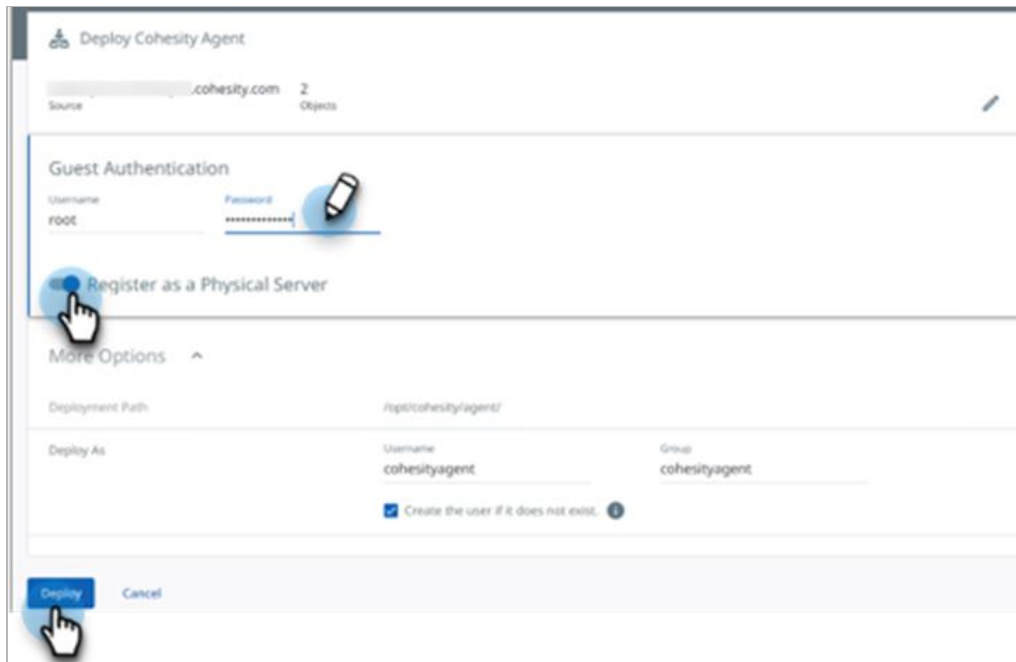 Deploy Cohesity Agent
.cohesity.com 2
Source Objects
Guest Authentication
Username Password
root •••••••••••••
Register as a Physical Server
More Options
Deployment Path /opt/cohesity/agent/
Deploy As Username Group
cohesityagent cohesityagent
Create the user if it does not exist.
Deploy Cancel